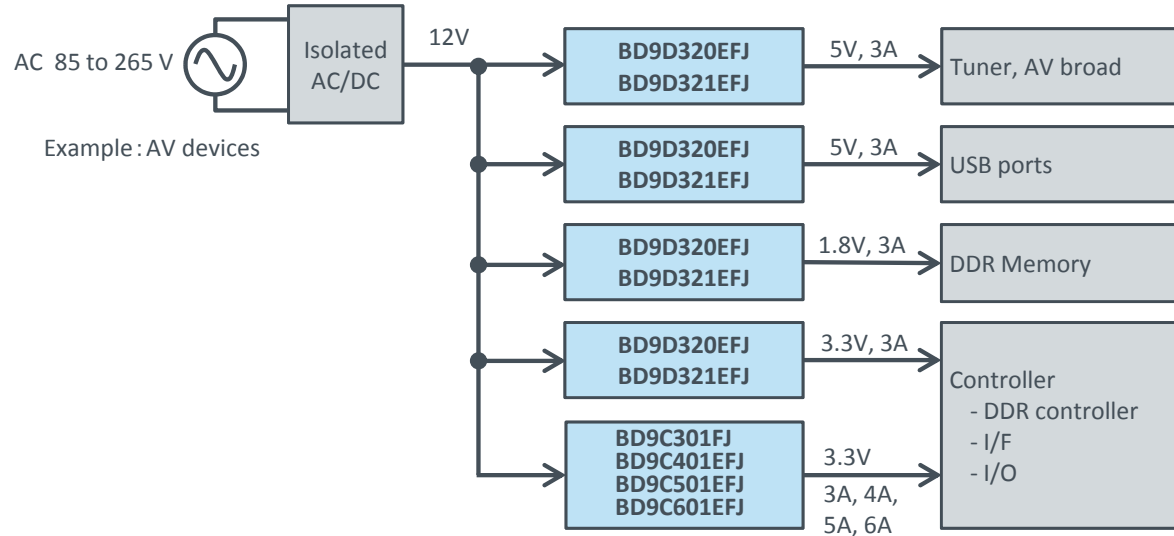 AC 85 to 265 V
Isolated
AC/DC
12V
Example : AV devices
BD9D320EFJ
BD9D321EFJ
5V, 3A
Tuner, AV broad
BD9D320EFJ
BD9D321EFJ
5V, 3A
USB ports
BD9D320EFJ
BD9D321EFJ
1.8V, 3A
DDR Memory
BD9D320EFJ
BD9D321EFJ
3.3V, 3A
BD9C301FJ
BD9C401EFJ
BD9C501EFJ
BD9C601EFJ
3.3V
3A, 4A,
5A, 6A
Controller
- DDR controller
- I/F
- I/O